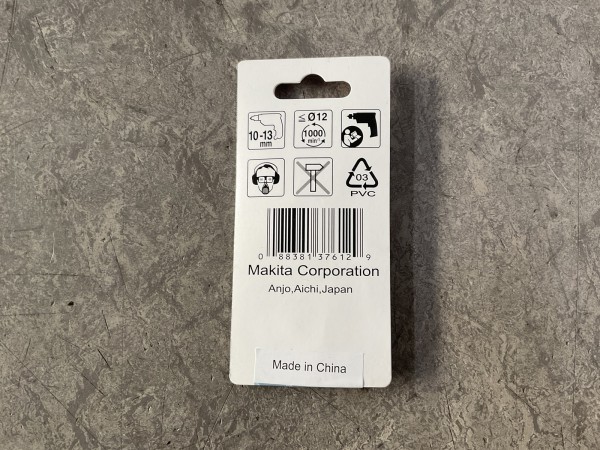 10-13
mm
≤ Ø12
1000
min⁻¹
03
PVC
0 88381 37612 9
Makita Corporation
Anjo,Aichi,Japan
Made in China